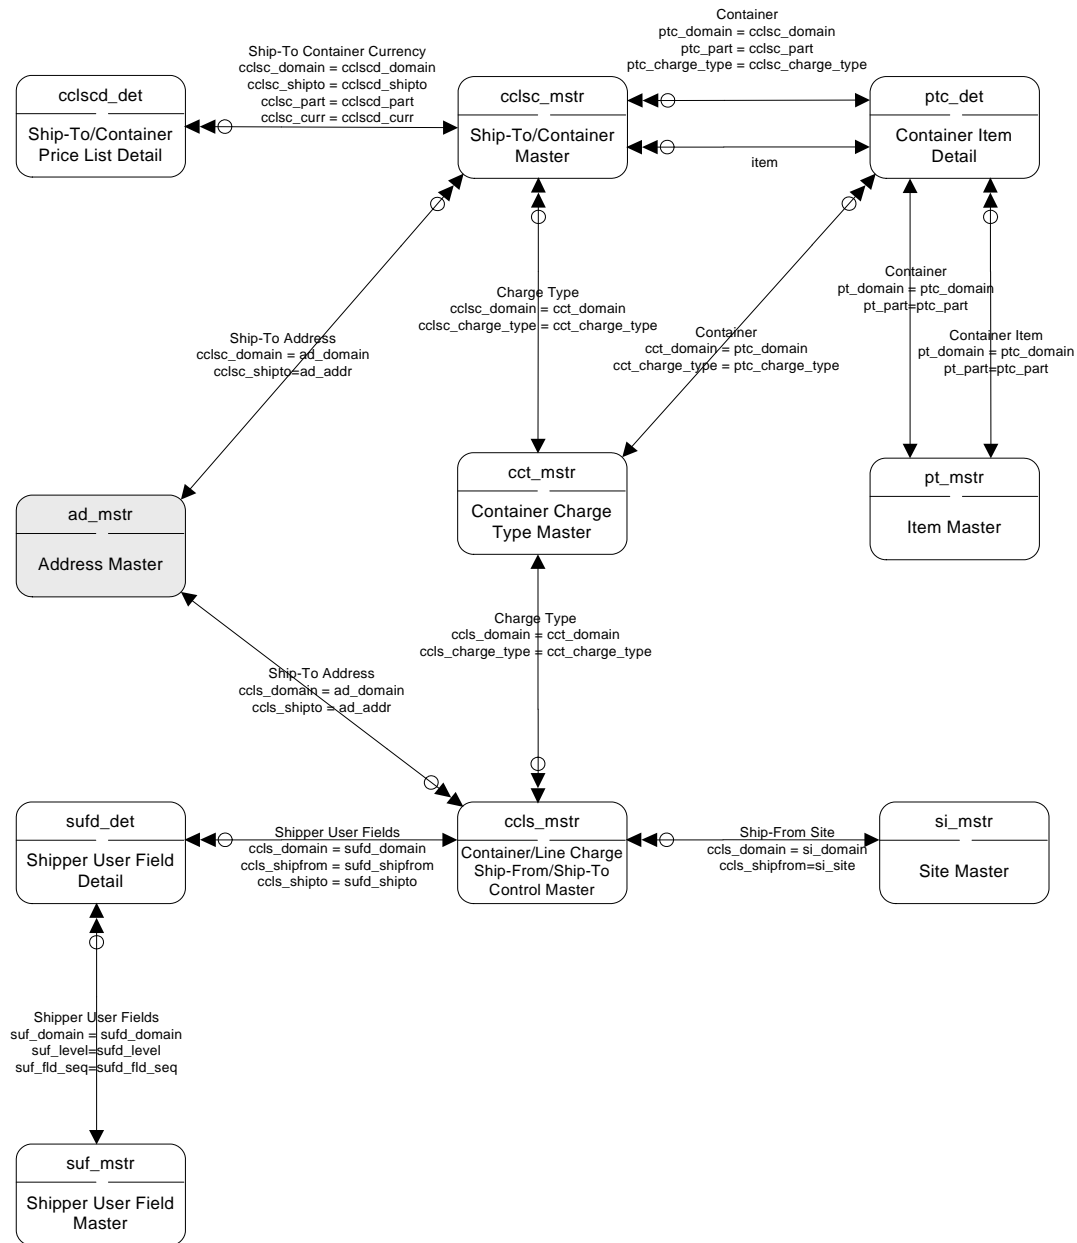 Container
ptc_domain = cclsc_domain
ptc_part = cclsc_part
ptc_charge_type = cclsc_charge_type
Ship-To Container Currency
cclsc_domain = cclscd_domain
cclsc_shipto = cclscd_shipto
cclsc_part = cclscd_part
cclsc_curr = cclscd_curr
cclscd_det
Ship-To/Container
Price List Detail
cclsc_mstr
Ship-To/Container
Master
item
ptc_det
Container Item
Detail
Container
pt_domain = ptc_domain
pt_part=ptc_part
Charge Type
cclsc_domain = cct_domain
cclsc_charge_type = cct_charge_type
Ship-To Address
cclsc_domain = ad_domain
cclsc_shipto=ad_addr
Container
cct_domain = ptc_domain
cct_charge_type = ptc_charge_type
Container Item
pt_domain = ptc_domain
pt_part=ptc_part
ad_mstr
Address Master
cct_mstr
Container Charge
Type Master
pt_mstr
Item Master
Charge Type
ccls_domain = cct_domain
ccls_charge_type = cct_charge_type
Ship-To Address
ccls_domain = ad_domain
ccls_shipto = ad_addr
sufd_det
Shipper User Field
Detail
Shipper User Fields
ccls_domain = sufd_domain
ccls_shipfrom = sufd_shipfrom
ccls_shipto = sufd_shipto
ccls_mstr
Container/Line Charge
Ship-From/Ship-To
Control Master
Ship-From Site
ccls_domain = si_domain
ccls_shipfrom=si_site
si_mstr
Site Master
Shipper User Fields
suf_domain = sufd_domain
suf_level=sufd_level
suf_fld_seq=sufd_fld_seq
suf_mstr
Shipper User Field
Master